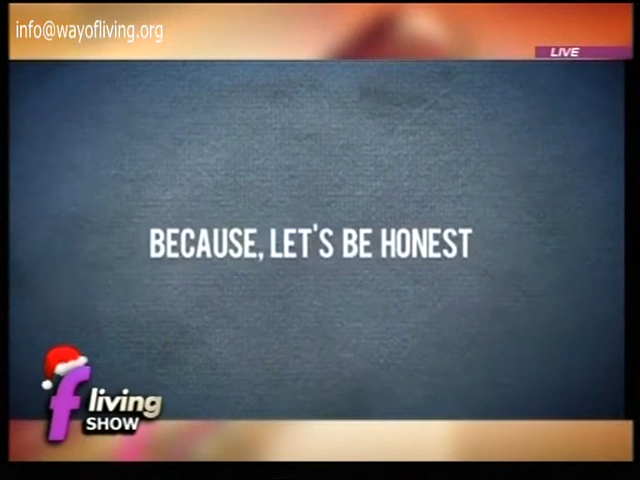 info@wayofliving.org
LIVE
BECAUSE, LET'S BE HONEST
f living
SHOW